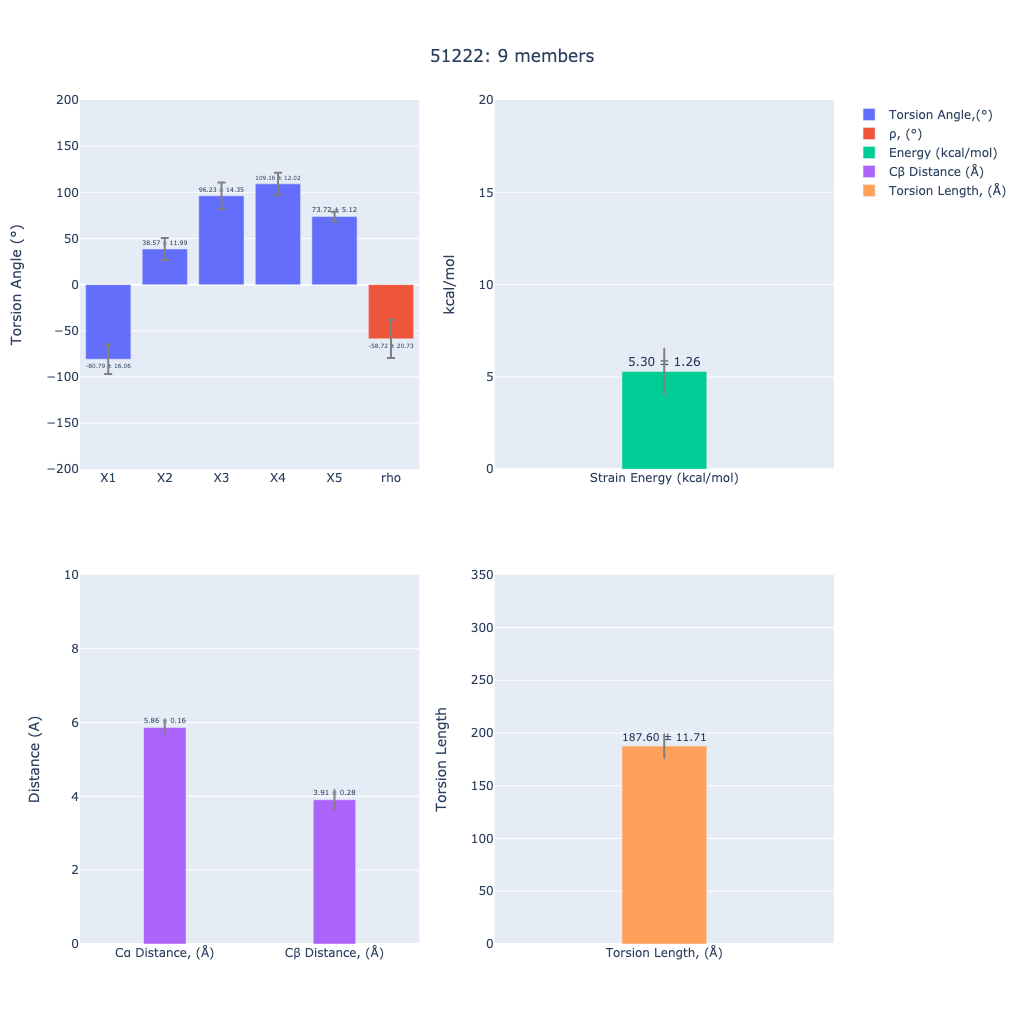 51222: 9 members
200
150
100
50
0
−50
−100
−150
−200
Torsion Angle (°)
-80.79 ± 16.06
38.57 ± 11.99
96.23 ± 14.35
109.16 ± 12.02
73.72 ± 5.12
-58.72 ± 20.73
X1 X2 X3 X4 X5 rho
20
15
10
5
0
kcal/mol
5.30 ± 1.26
Strain Energy (kcal/mol)
Torsion Angle,(°)
ρ, (°)
Energy (kcal/mol)
Cβ Distance (Å)
Torsion Length, (Å)
10
8
6
4
2
0
Distance (A)
5.86 ± 0.16
3.91 ± 0.28
Cα Distance, (Å) Cβ Distance, (Å)
350
300
250
200
150
100
50
0
Torsion Length
187.60 ± 11.71
Torsion Length, (Å)